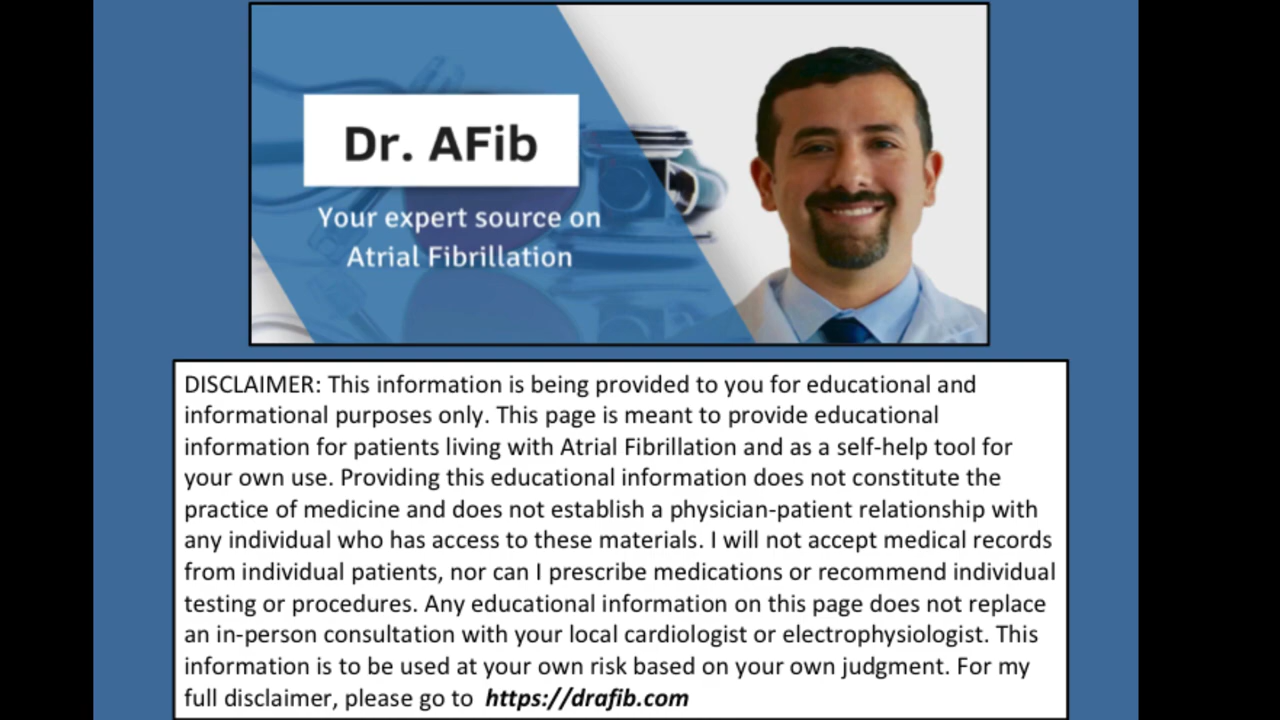 Dr. AFib
Your expert source on
Atrial Fibrillation
DISCLAIMER: This information is being provided to you for educational and
informational purposes only. This page is meant to provide educational
information for patients living with Atrial Fibrillation and as a self-help tool for
your own use. Providing this educational information does not constitute the
practice of medicine and does not establish a physician-patient relationship with
any individual who has access to these materials. I will not accept medical records
from individual patients, nor can I prescribe medications or recommend individual
testing or procedures. Any educational information on this page does not replace
an in-person consultation with your local cardiologist or electrophysiologist. This
information is to be used at your own risk based on your own judgment. For my
full disclaimer, please go to https://drafib.com